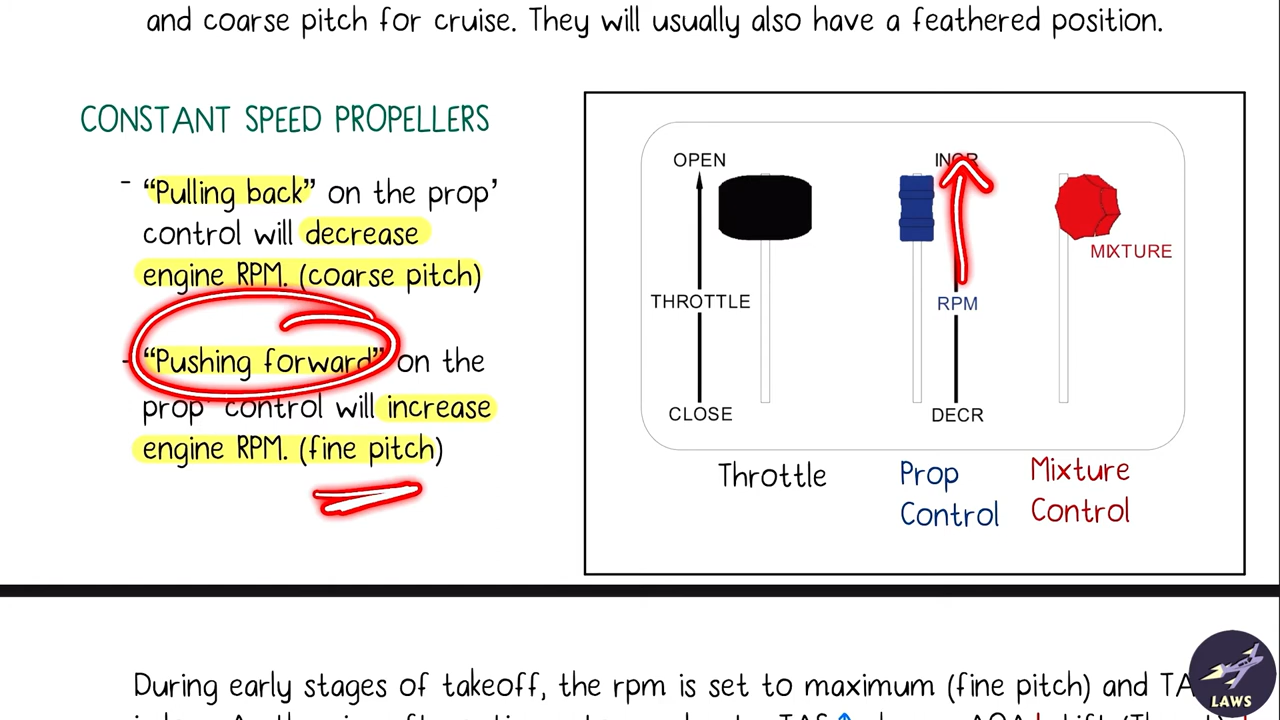 and coarse pitch for cruise. They will usually also have a feathered position.
CONSTANT SPEED PROPELLERS
- “Pulling back” on the prop’
control will decrease
engine RPM. (coarse pitch)
- “Pushing forward” on the
prop’ control will increase
engine RPM. (fine pitch)
OPEN
THROTTLE
CLOSE
INCR
RPM
DECR
MIXTURE
Throttle
Prop
Control
Mixture
Control
During early stages of takeoff, the rpm is set to maximum (fine pitch) and TA
LAWS